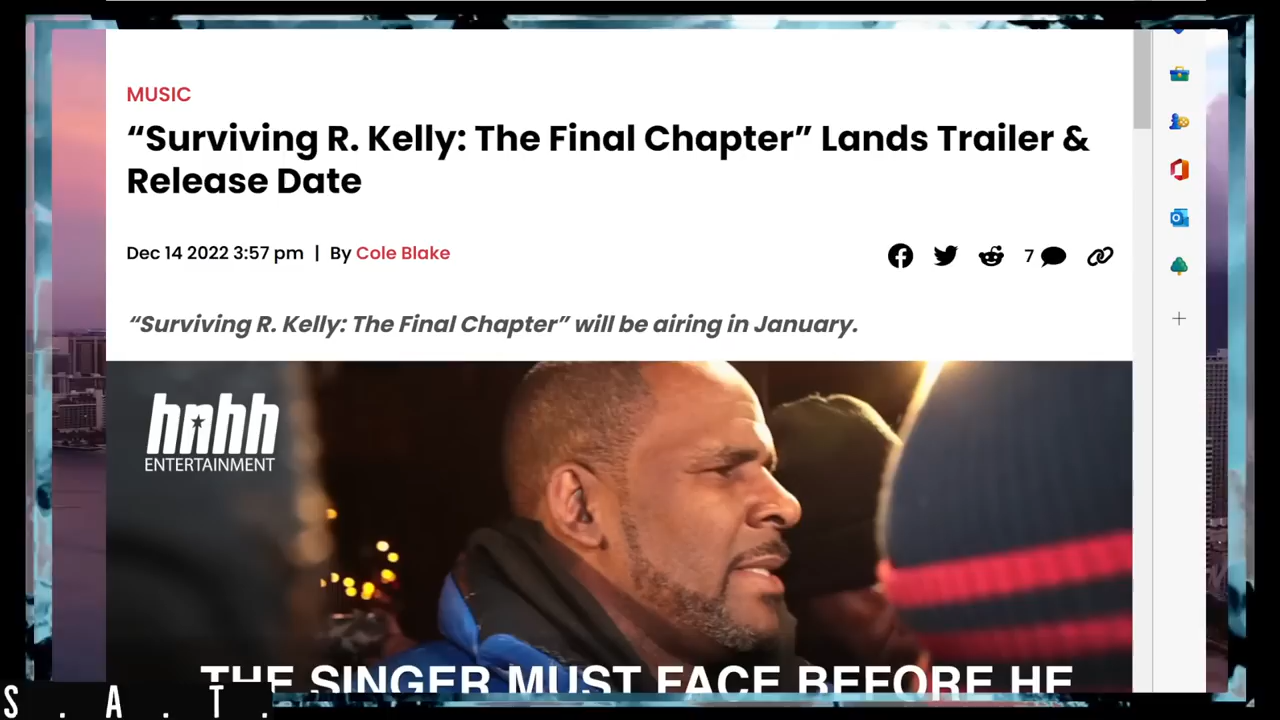 MUSIC
“Surviving R. Kelly: The Final Chapter” Lands Trailer &
Release Date
Dec 14 2022 3:57 pm | By Cole Blake
7
“Surviving R. Kelly: The Final Chapter” will be airing in January.
hnhh
ENTERTAINMENT
THE SINGER MUST FACE BEFORE HE
S . A . T .